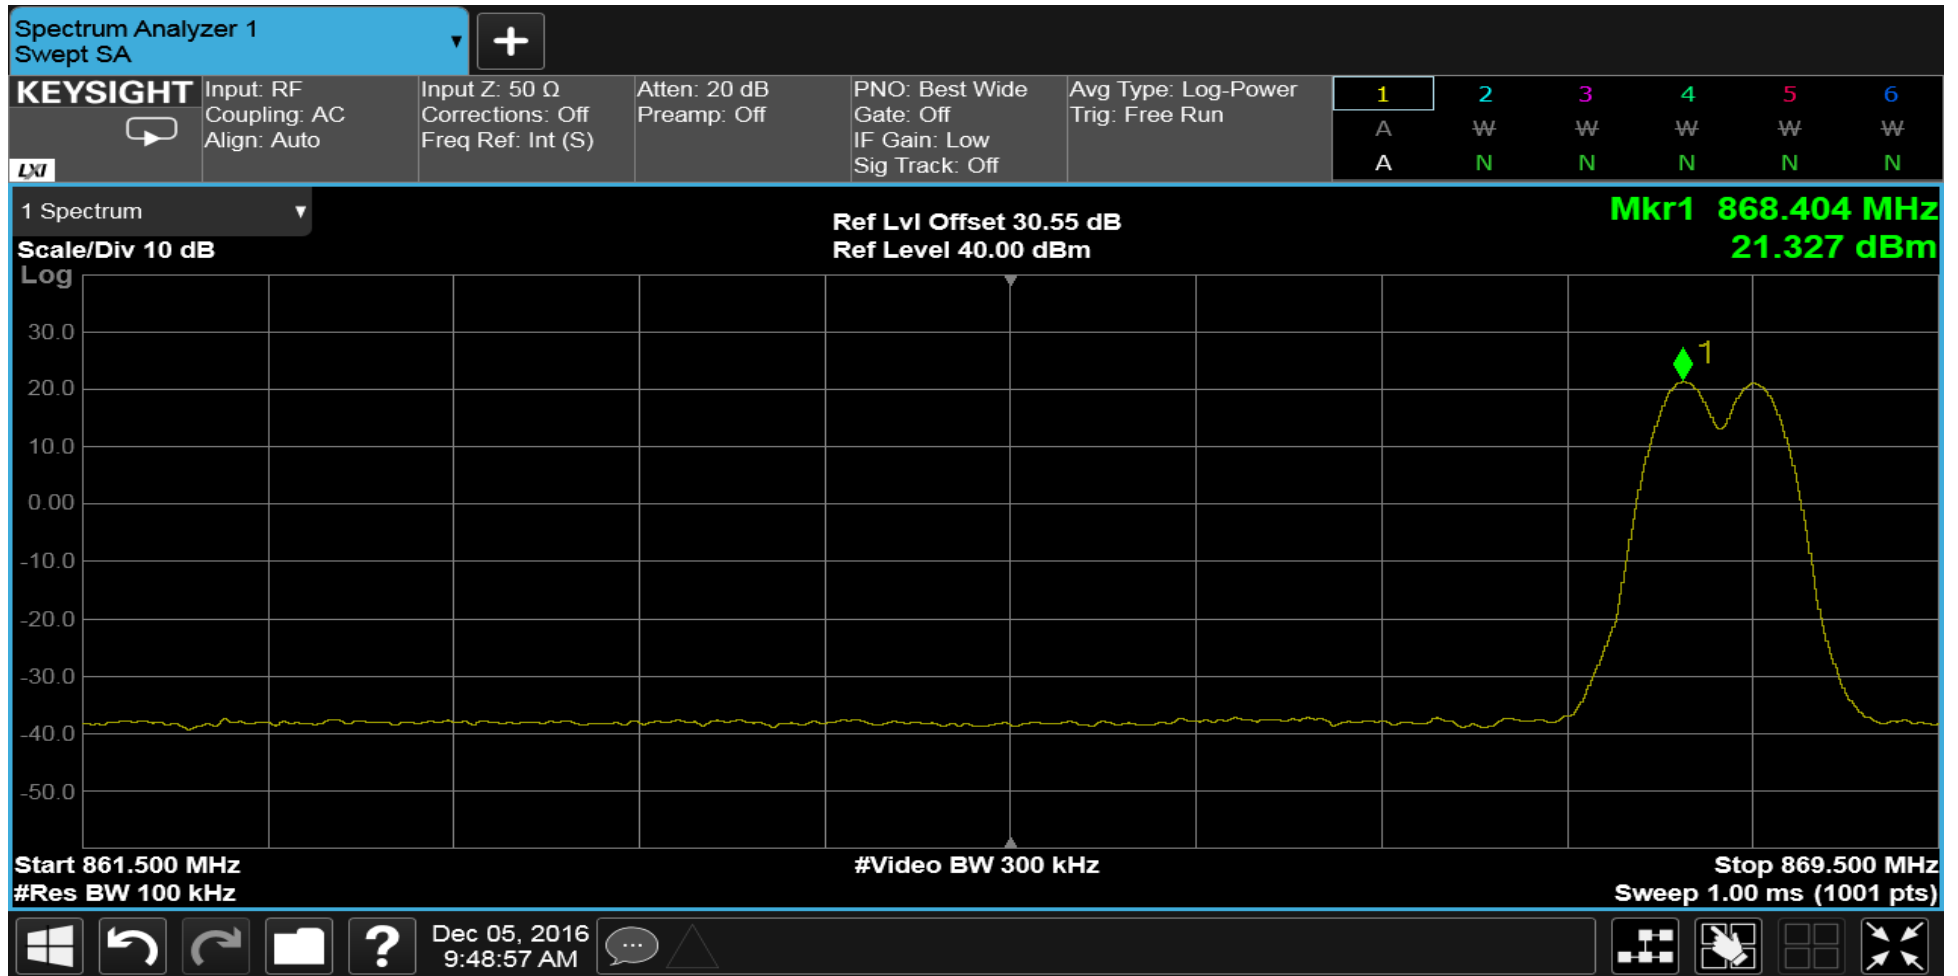 Spectrum Analyzer 1
Swept SA
KEYSIGHT
LXI
Input: RF
Coupling: AC
Align: Auto
Input Z: 50 Ω
Corrections: Off
Freq Ref: Int (S)
Atten: 20 dB
Preamp: Off
PNO: Best Wide
Gate: Off
IF Gain: Low
Sig Track: Off
Avg Type: Log-Power
Trig: Free Run
1 2 3 4 5 6
A W W W W W
A N N N N N
1 Spectrum
Scale/Div 10 dB
Log
Ref Lvl Offset 30.55 dB
Ref Level 40.00 dBm
Mkr1 868.404 MHz
21.327 dBm
30.0
20.0
10.0
0.00
-10.0
-20.0
-30.0
-40.0
-50.0
1
Start 861.500 MHz
#Res BW 100 kHz
#Video BW 300 kHz
Stop 869.500 MHz
Sweep 1.00 ms (1001 pts)
?
Dec 05, 2016
9:48:57 AM